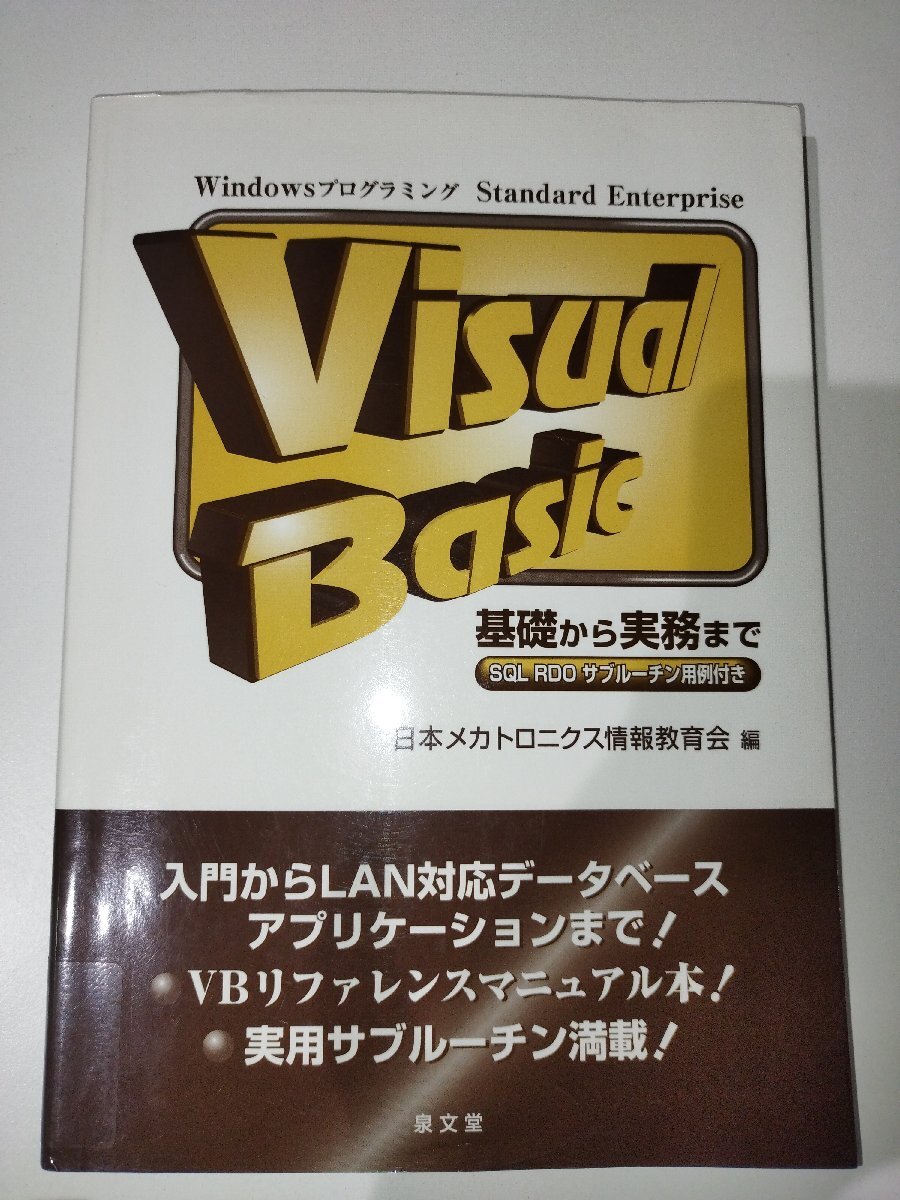 Windowsプログラミング Standard Enterprise
Visual
Basic
基礎から実務まで
SQL RDO サブルーチン用例付き
日本メカトロニクス情報教育会 編
入門からLAN対応データベース
アプリケーションまで!
VBリファレンスマニュアル本!
実用サブルーチン満載!
泉文堂